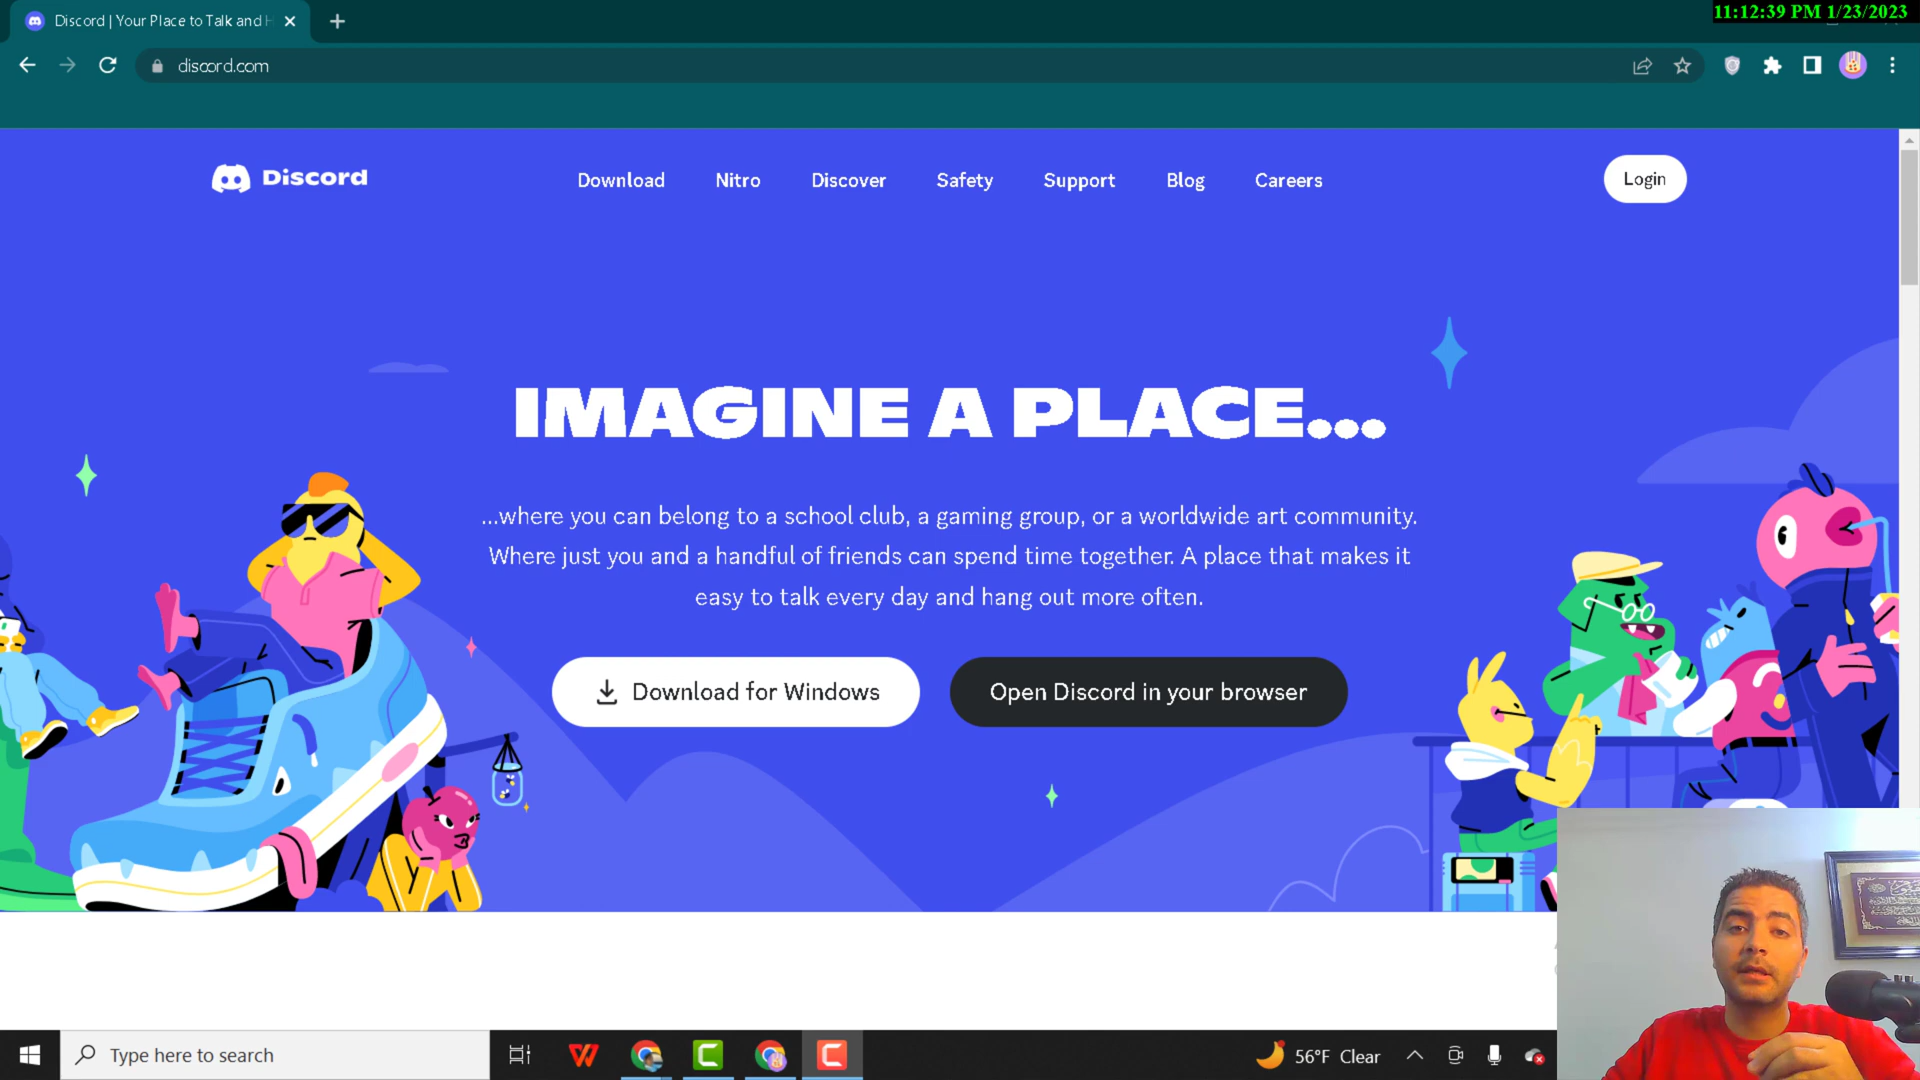 11:12:39 PM 1/23/2023
Discord | Your Place to Talk and H
discord.com
Discord
Download
Nitro
Discover
Safety
Support
Blog
Careers
Login
IMAGINE A PLACE...
...where you can belong to a school club, a gaming group, or a worldwide art community.
Where just you and a handful of friends can spend time together. A place that makes it
easy to talk every day and hang out more often.
Download for Windows
Open Discord in your browser
Type here to search
56°F Clear